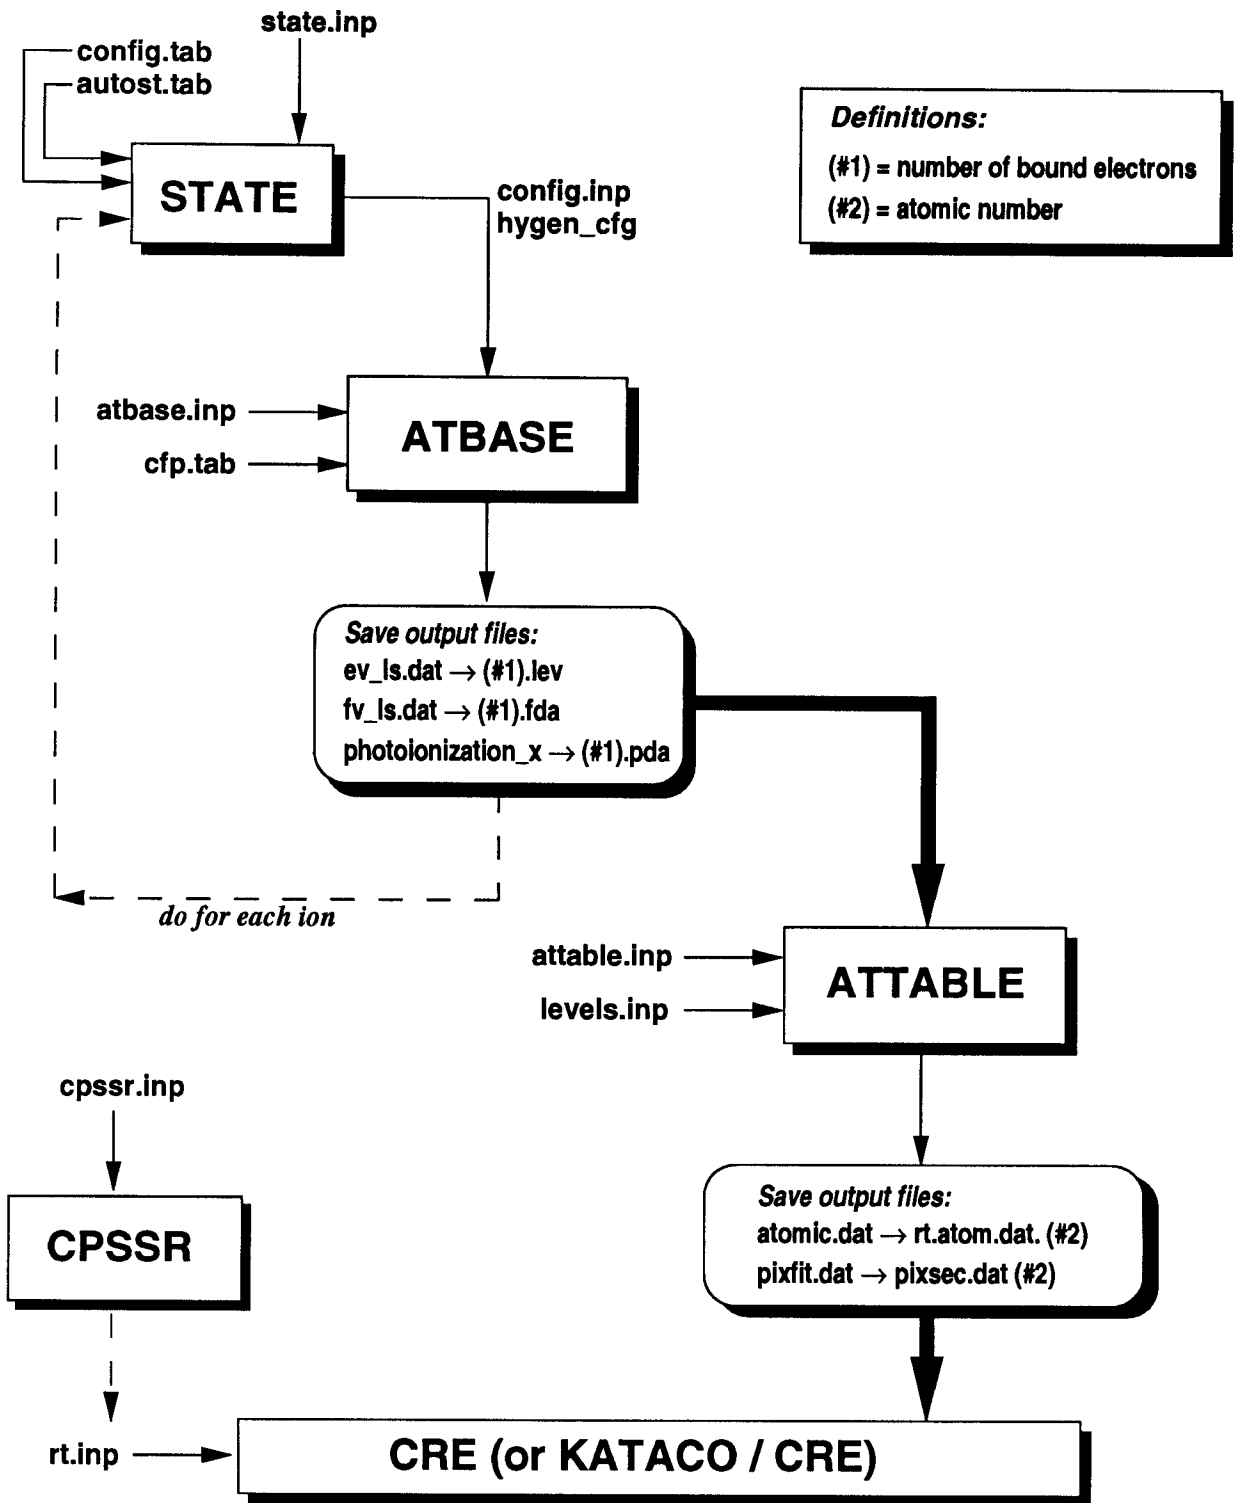 state.inp
config.tab
autost.tab
STATE
config.inp
hygen_cfg
Definitions:
(#1) = number of bound electrons
(#2) = atomic number
atbase.inp
cfp.tab
ATBASE
Save output files:
ev_ls.dat → (#1).lev
fv_ls.dat → (#1).fda
photoionization_x → (#1).pda
do for each ion
attable.inp
levels.inp
ATTABLE
cpssr.inp
CPSSR
Save output files:
atomic.dat → rt.atom.dat. (#2)
pixfit.dat → pixsec.dat (#2)
rt.inp
CRE (or KATACO / CRE)